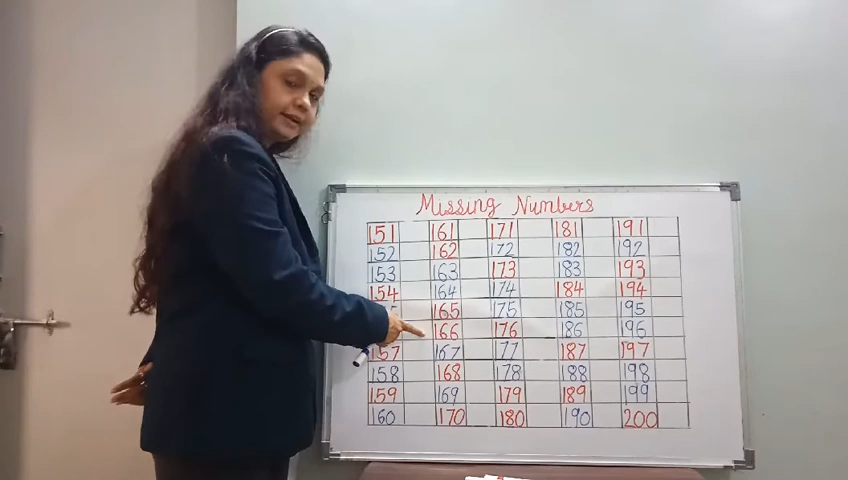 Missing Numbers
151 161 171 181 191
152 162 172 182 192
153 163 173 183 193
154 164 174 184 194
165 175 185 195
166 176 186 196
157 167 177 187 197
158 168 178 188 198
159 169 179 189 199
160 170 180 190 200